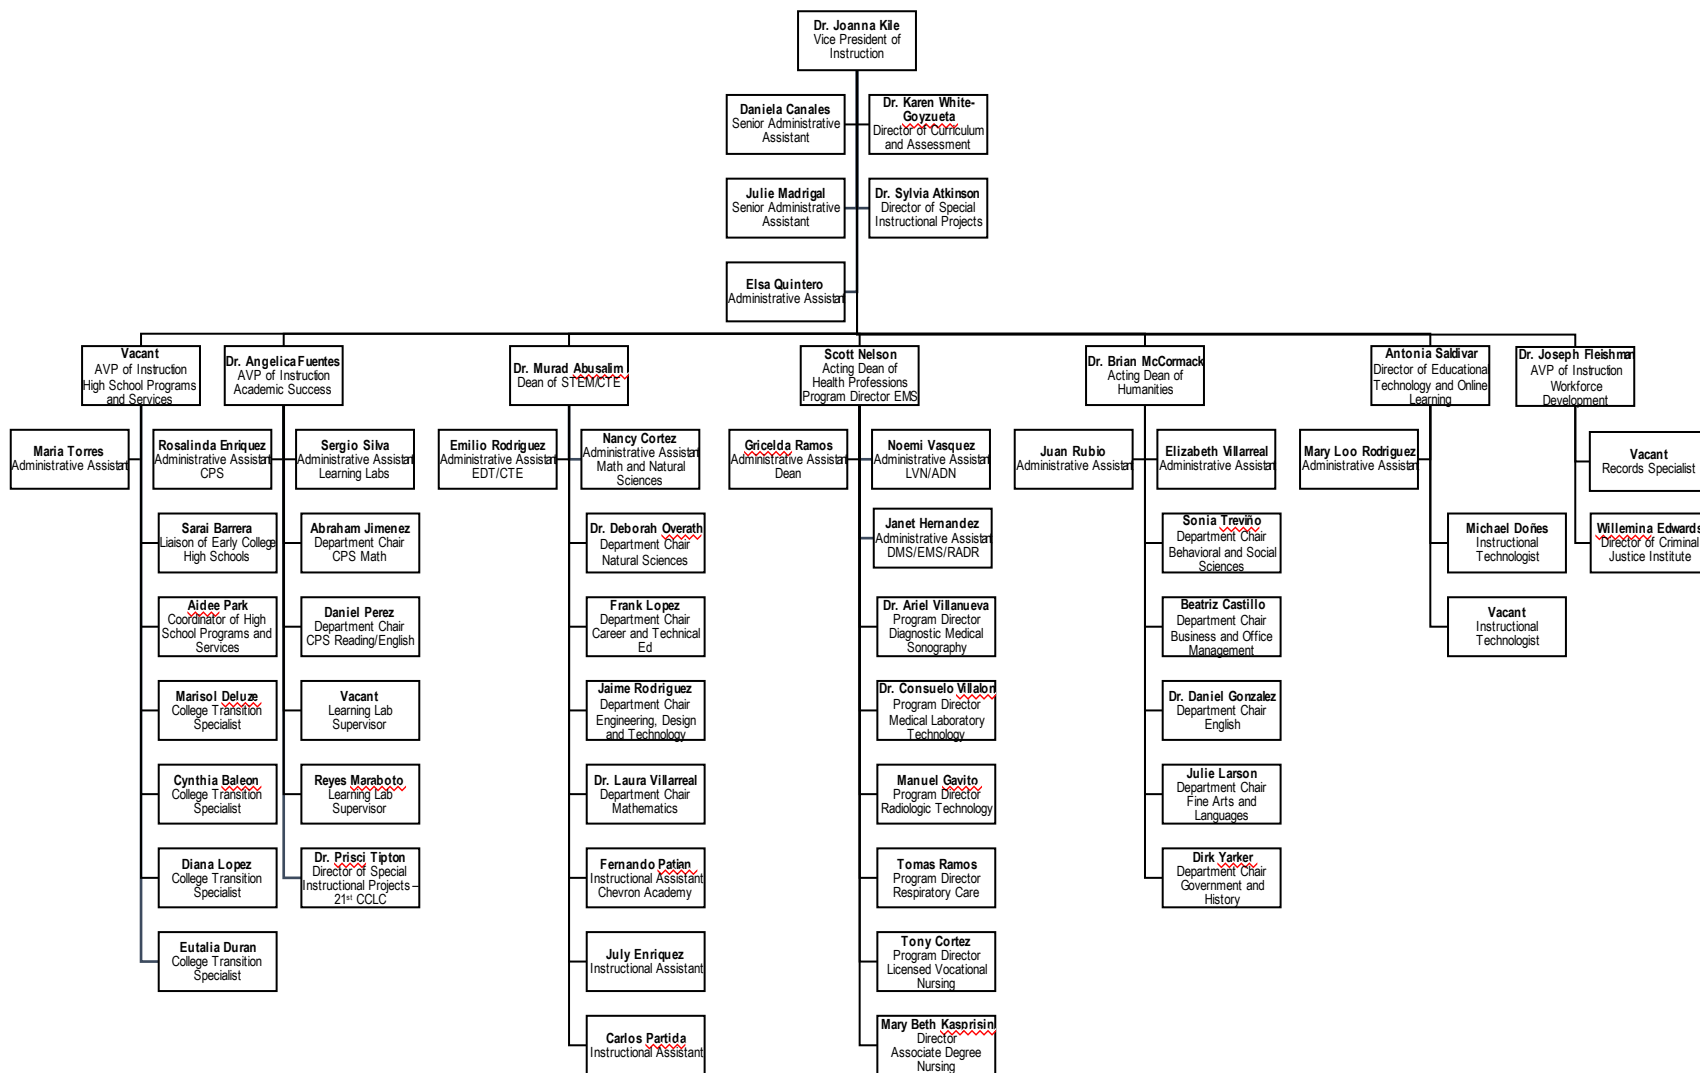 Dr. Joanna Kile
Vice President of
Instruction
Daniela Canales
Senior Administrative
Assistant
Dr. Karen White-
Goyzueta
Director of Curriculum
and Assessment
Julie Madrigal
Senior Administrative
Assistant
Dr. Sylvia Atkinson
Director of Special
Instructional Projects
Elsa Quintero
Administrative Assistant
Vacant
AVP of Instruction
High School Programs
and Services
Dr. Angelica Fuentes
AVP of Instruction
Academic Success
Dr. Murad Abusalim
Dean of STEM/CTE
Scott Nelson
Acting Dean of
Health Professions
Program Director EMS
Dr. Brian McCormack
Acting Dean of
Humanities
Antonia Saldivar
Director of Educational
Technology and Online
Learning
Dr. Joseph Fleishman
AVP of Instruction
Workforce
Development
Maria Torres
Administrative Assistant
Rosalinda Enriquez
Administrative Assistant
CPS
Sergio Silva
Administrative Assistant
Learning Labs
Emilio Rodriguez
Administrative Assistant
EDT/CTE
Nancy Cortez
Administrative Assistant
Math and Natural
Sciences
Gricelda Ramos
Administrative Assistant
Dean
Noemi Vasquez
Administrative Assistant
LVN/ADN
Juan Rubio
Administrative Assistant
Elizabeth Villarreal
Administrative Assistant
Mary Loo Rodriguez
Administrative Assistant
Vacant
Records Specialist
Sarai Barrera
Liaison of Early College
High Schools
Abraham Jimenez
Department Chair
CPS Math
Dr. Deborah Overath
Department Chair
Natural Sciences
Janet Hernandez
Administrative Assistant
DMS/EMS/RADR
Sonia Treviño
Department Chair
Behavioral and Social
Sciences
Michael Doñes
Instructional
Technologist
Willemina Edwards
Director of Criminal
Justice Institute
Aidee Park
Coordinator of High
School Programs and
Services
Daniel Perez
Department Chair
CPS Reading/English
Frank Lopez
Department Chair
Career and Technical
Ed
Dr. Ariel Villanueva
Program Director
Diagnostic Medical
Sonography
Beatriz Castillo
Department Chair
Business and Office
Management
Vacant
Instructional
Technologist
Marisol Deluze
College Transition
Specialist
Vacant
Learning Lab
Supervisor
Jaime Rodriguez
Department Chair
Engineering, Design
and Technology
Dr. Consuelo Villalon
Program Director
Medical Laboratory
Technology
Dr. Daniel Gonzalez
Department Chair
English
Cynthia Baleon
College Transition
Specialist
Reyes Maraboto
Learning Lab
Supervisor
Dr. Laura Villarreal
Department Chair
Mathematics
Manuel Gavito
Program Director
Radiologic Technology
Julie Larson
Department Chair
Fine Arts and
Languages
Diana Lopez
College Transition
Specialist
Dr. Prisci Tipton
Director of Special
Instructional Projects –
21st CCLC
Fernando Patian
Instructional Assistant
Chevron Academy
Tomas Ramos
Program Director
Respiratory Care
Dirk Yarker
Department Chair
Government and
History
Eutalia Duran
College Transition
Specialist
July Enriquez
Instructional Assistant
Tony Cortez
Program Director
Licensed Vocational
Nursing
Carlos Partida
Instructional Assistant
Mary Beth Kasprisin
Director
Associate Degree
Nursing